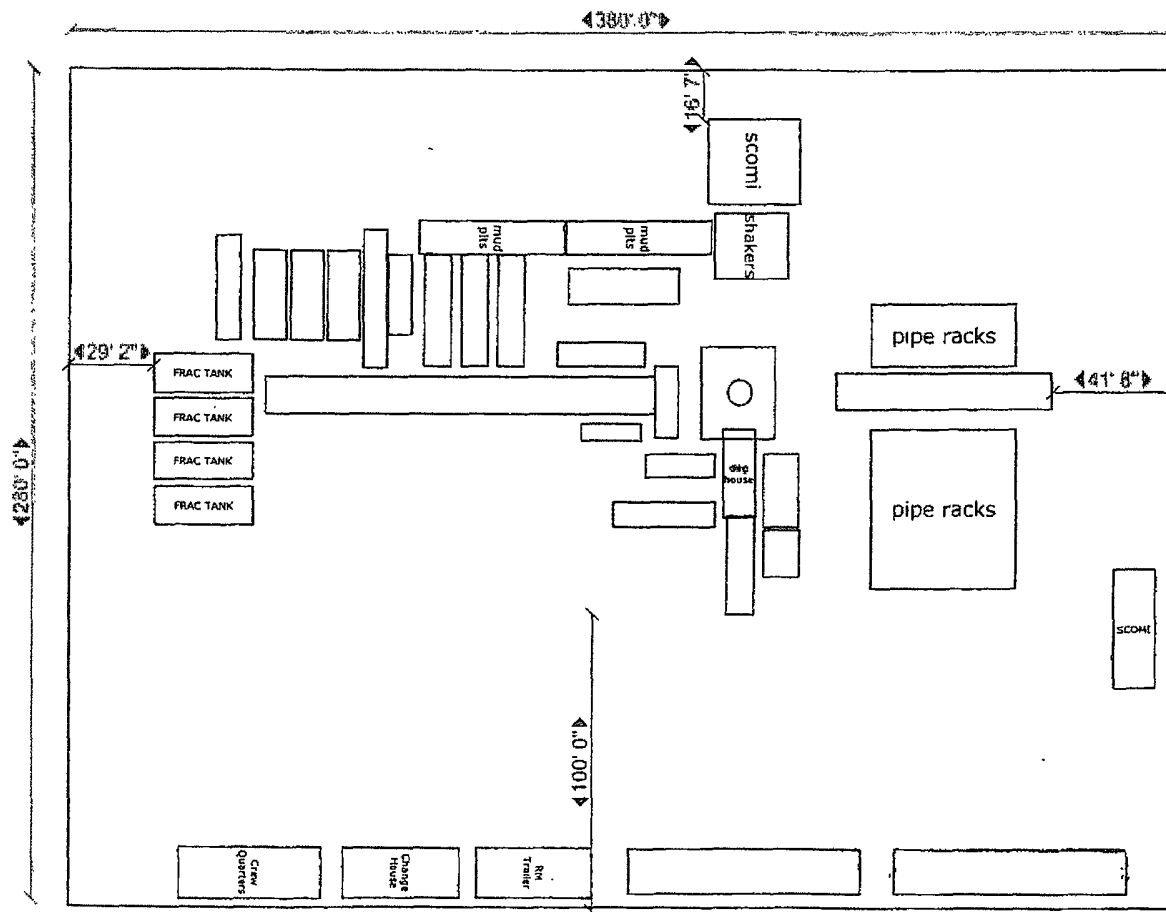 380' 0"
16' 7"
scomi
shakers
mud
pits
mud
pits
pipe racks
29' 2"
FRAC TANK
41' 8"
FRAC TANK
280' 0"
FRAC TANK
dog
house
FRAC TANK
pipe racks
SCOMI
100' 0"
Crew
Quarters
Change
House
Trailer